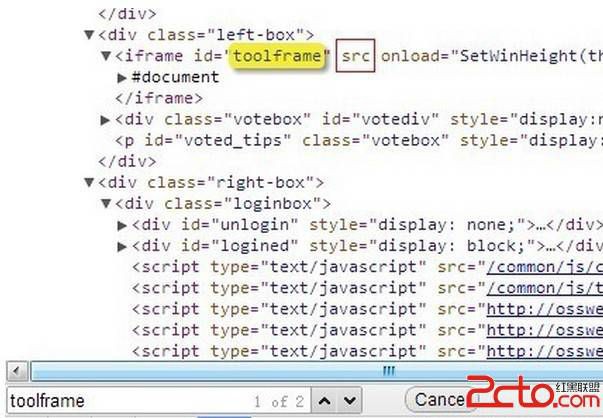 </div>
▼<div class="left-box">
▼<iframe id="toolframe" src onload="SetWinHeight(th
▶#document
</iframe>
▶<div class="votebox" id="votediv" style="display:n
<p id="voted_tips" class="votebox" style="display:
</div>
▼<div class="right-box">
▼<div class="loginbox">
▶<div id="unlogin" style="display: none;">…</div>
▶<div id="logined" style="display: block;">…</div>
<script type="text/javascript" src="/common/js/c
<script type="text/javascript" src="/common/js/t
<script type="text/javascript" src="http://osswe
<script type="text/javascript" src="http://osswe
<script type="text/javascript" src="http://osswe
toolframe 1 of 2 Cance
2cto.com 红黑联盟